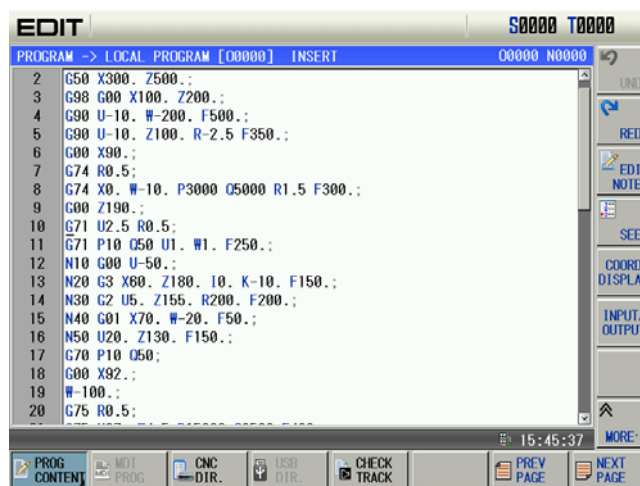 EDIT S0000 T0000
PROGRAM -> LOCAL PROGRAM [O0000] INSERT O0000 N0000
2 G50 X300. Z500.;
3 G98 G00 X100. Z200.;
4 G90 U-10. W-200. F500.;
5 G90 U-10. Z100. R-2.5 F350.;
6 G00 X90.;
7 G74 R0.5;
8 G74 X0. W-10. P3000 Q5000 R1.5 F300.;
9 G00 Z190.;
10 G71 U2.5 R0.5;
11 G71 P10 Q50 U1. W1. F250.;
12 N10 G00 U-50.;
13 N20 G3 X60. Z180. I0. K-10. F150.;
14 N30 G2 U5. Z155. R200. F200.;
15 N40 G01 X70. W-20. F50.;
16 N50 U20. Z130. F150.;
17 G70 P10 Q50;
18 G00 X92.;
19 W-100.;
20 G75 R0.5;
15:45:37
UND
RED
EDI
NOTE
SEE
COORD
DISPLA
INPUT/
OUTPUT
MORE
PROG
CONTENT
MDI
PROG
CNC
DIR.
USB
DIR.
CHECK
TRACK
PREV
PAGE
NEXT
PAGE